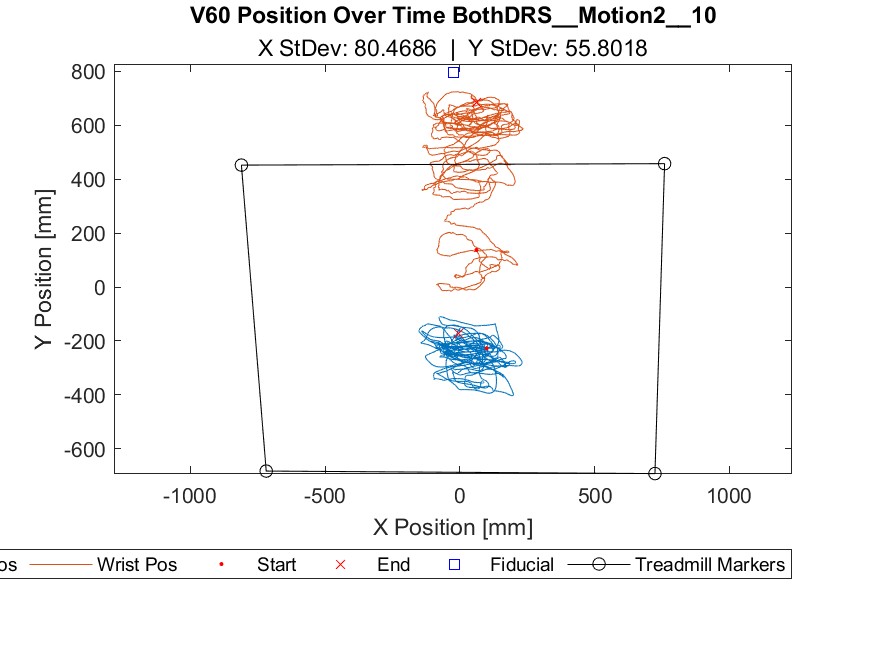 V60 Position Over Time BothDRS__Motion2__10
X StDev: 80.4686 | Y StDev: 55.8018
800
600
400
200
0
-200
-400
-600
Y Position [mm]
-1000 -500 0 500 1000
X Position [mm]
os Wrist Pos Start End Fiducial Treadmill Markers